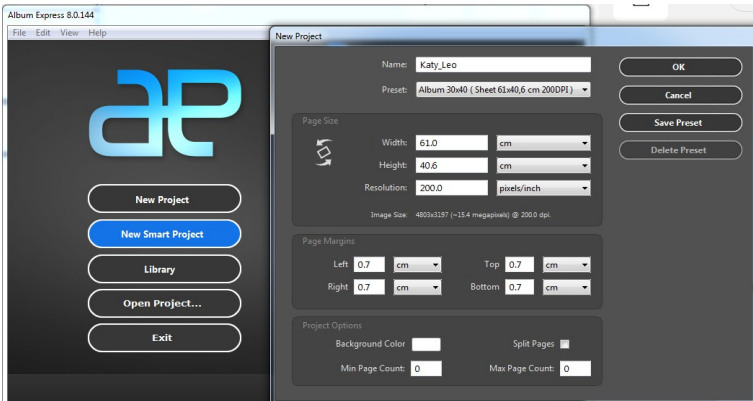 Album Express 8.0.144
File Edit View Help
ae
New Project
New Smart Project
Library
Open Project...
Exit
New Project
Name: Katy_Leo
Preset: Album 30x40 ( Sheet 61x40,6 cm 200DPI )
Page Size
Width: 61.0 cm
Height: 40.6 cm
Resolution: 200.0 pixels/inch
Image Size: 4803x3197 (~15.4 megapixels) @ 200.0 dpi.
Page Margins
Left 0.7 cm Top 0.7 cm
Right 0.7 cm Bottom 0.7 cm
Project Options
Background Color Split Pages
Min Page Count: 0 Max Page Count: 0
OK
Cancel
Save Preset
Delete Preset